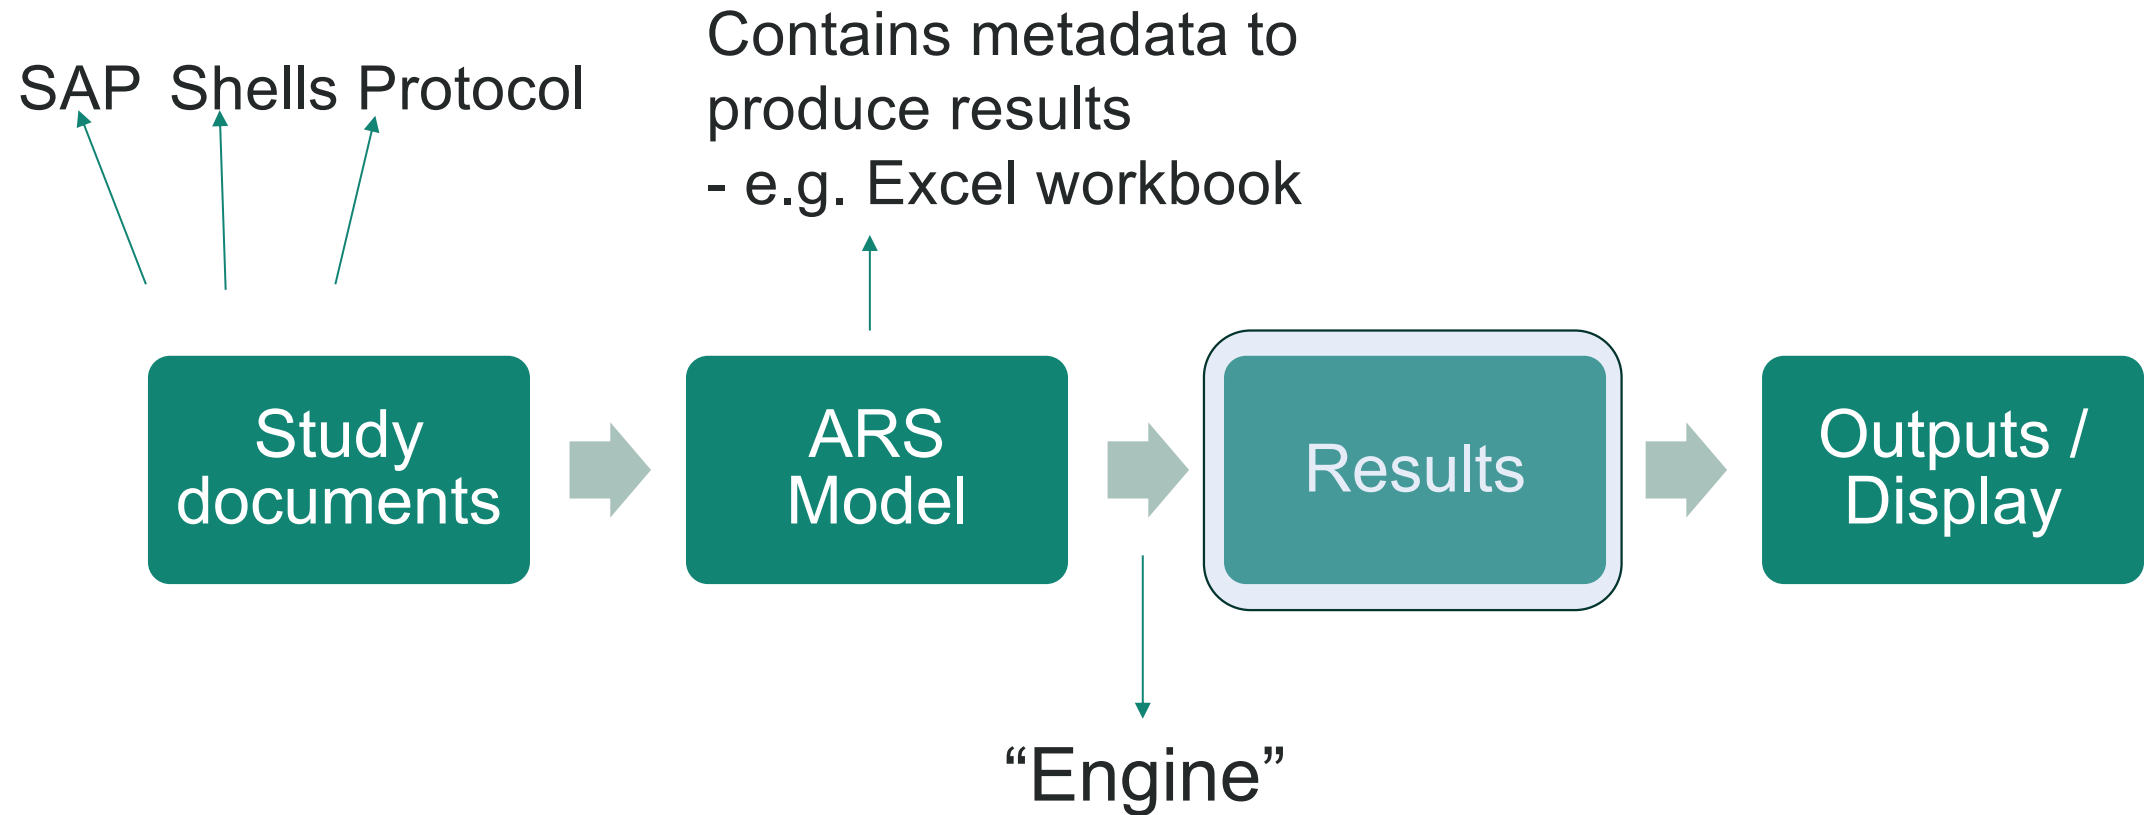 SAP Shells Protocol
Contains metadata to
produce results
- e.g. Excel workbook
Study
documents
ARS
Model
Results
Outputs /
Display
“Engine”